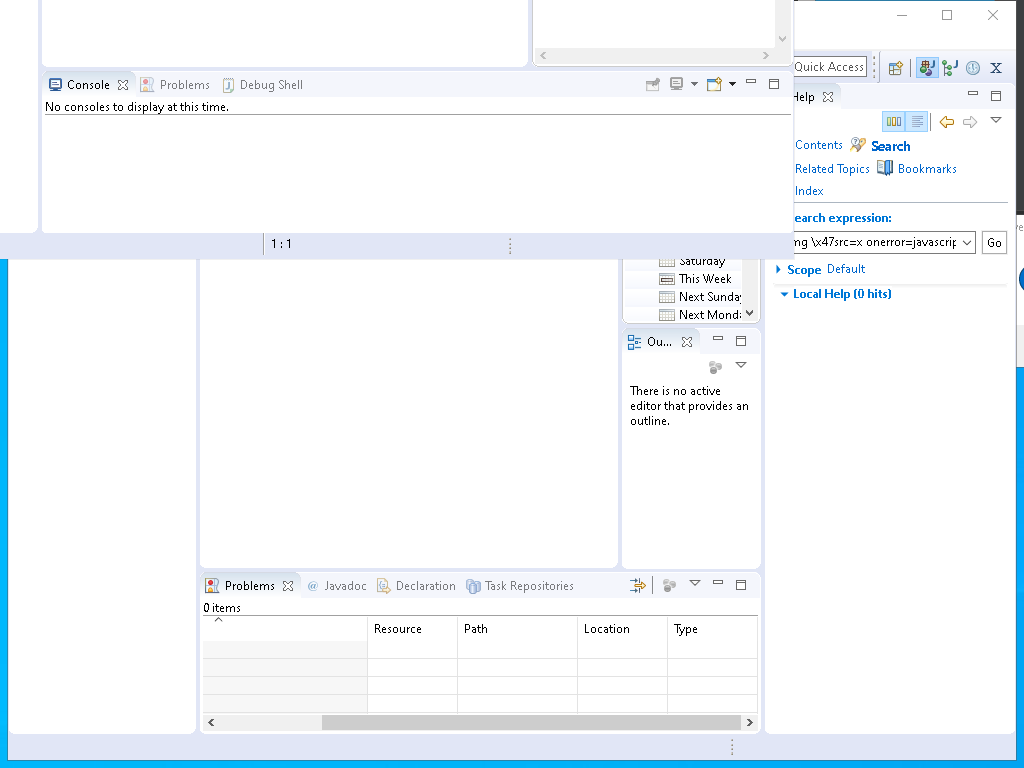 Console
Problems
Debug Shell
No consoles to display at this time.
1 : 1
Quick Access
Help
Contents
Search
Related Topics
Bookmarks
Index
earch expression:
mg \x47src=x onerror=javascrip
Go
Scope
Default
Local Help (0 hits)
Saturday
This Week
Next Sunday
Next Mond
Ou...
There is no active
editor that provides an
outline.
Problems
@ Javadoc
Declaration
Task Repositories
0 items
Resource
Path
Location
Type